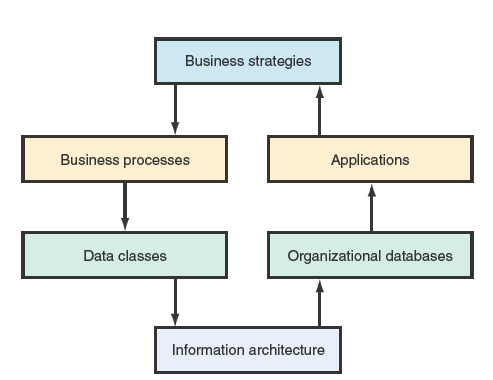 Business strategies
Business processes
Applications
Data classes
Organizational databases
Information architecture